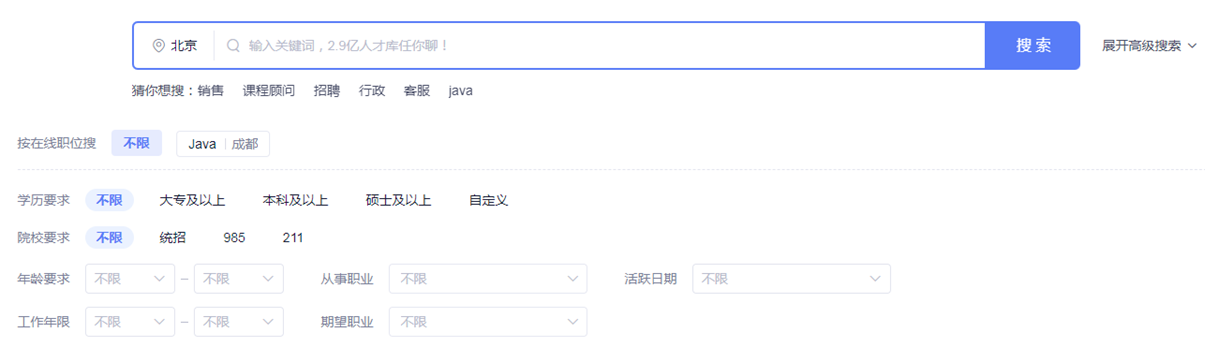 北京 输入关键词，2.9亿人才库任你聊！ 搜 索 展开高级搜索
猜你想搜：销售 课程顾问 招聘 行政 客服 java
按在线职位搜 不限 Java 成都
学历要求 不限 大专及以上 本科及以上 硕士及以上 自定义
院校要求 不限 统招 985 211
年龄要求 不限 – 不限 从事职业 不限 活跃日期 不限
工作年限 不限 – 不限 期望职业 不限